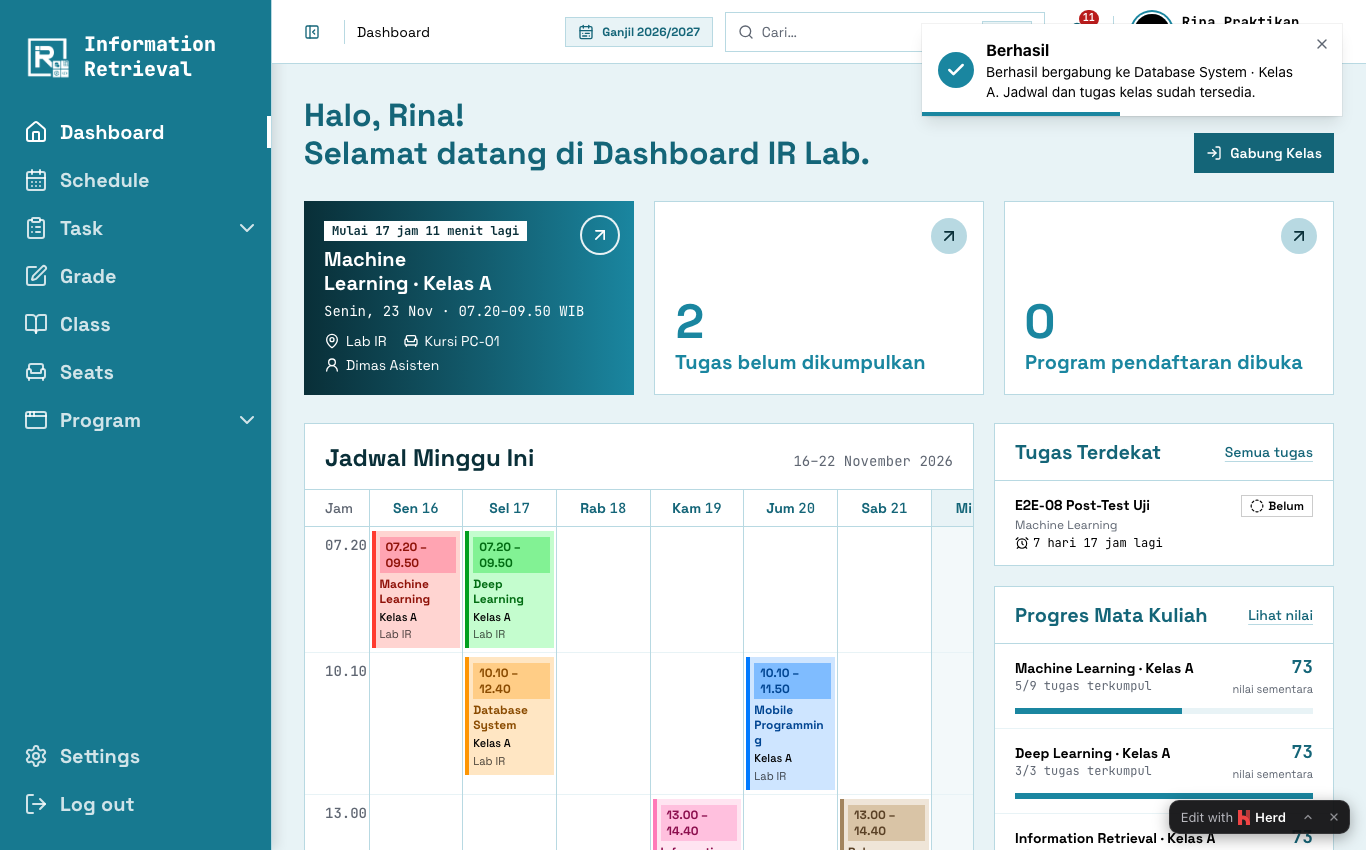 Information
Retrieval
Dashboard
Schedule
Task
Grade
Class
Seats
Program
Settings
Log out
Dashboard
Ganjil 2026/2027
Cari...
11
Rina Praktikan
Berhasil
Berhasil bergabung ke Database System · Kelas
A. Jadwal dan tugas kelas sudah tersedia.
Halo, Rina!
Selamat datang di Dashboard IR Lab.
Gabung Kelas
Mulai 17 jam 11 menit lagi
Machine
Learning · Kelas A
Senin, 23 Nov · 07.20–09.50 WIB
Lab IR
Kursi PC-01
Dimas Asisten
2
Tugas belum dikumpulkan
0
Program pendaftaran dibuka
Jadwal Minggu Ini
16–22 November 2026
Jam
Sen 16
Sel 17
Rab 18
Kam 19
Jum 20
Sab 21
Mi
07.20
07.20 –
09.50
Machine
Learning
Kelas A
Lab IR
07.20 –
09.50
Deep
Learning
Kelas A
Lab IR
10.10
10.10 –
12.40
Database
System
Kelas A
Lab IR
10.10 –
11.50
Mobile
Programmin
g
Kelas A
Lab IR
13.00
13.00 –
14.40
13.00 –
14.40
Tugas Terdekat
Semua tugas
E2E-08 Post-Test Uji
Belum
Machine Learning
7 hari 17 jam lagi
Progres Mata Kuliah
Lihat nilai
Machine Learning · Kelas A
73
5/9 tugas terkumpul
nilai sementara
Deep Learning · Kelas A
73
3/3 tugas terkumpul
nilai sementara
Information Retrieval · Kelas A
73
Edit with Herd